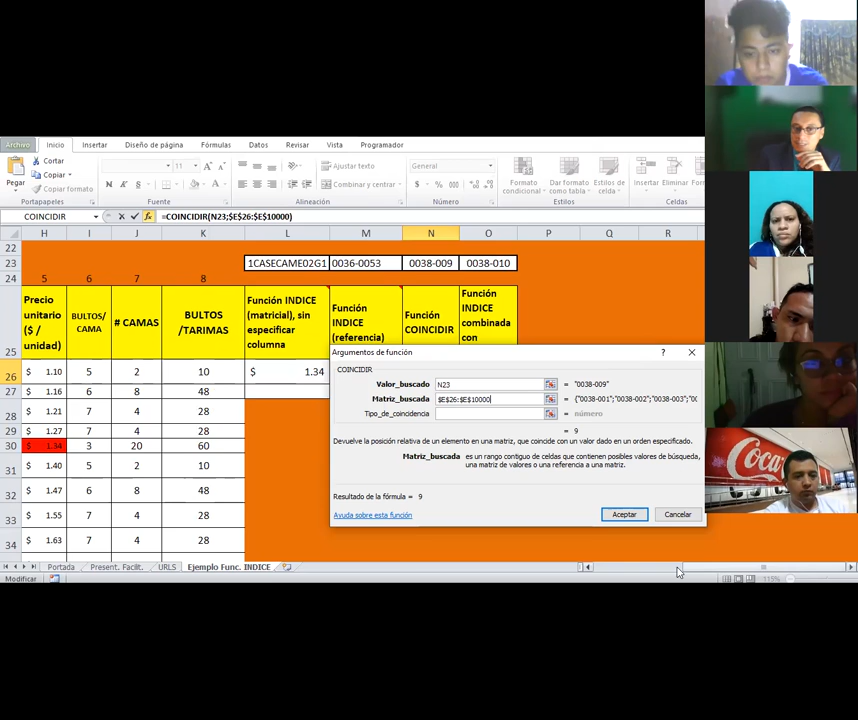 Archivo Inicio Insertar Diseño de página Fórmulas Datos Revisar Vista Programador
Pegar
Cortar
Copiar
Copiar formato
Portapapeles
11
N
Fuente
Ajustar texto
Combinar y centrar
Alineación
General
$ % 000
Número
Formato condicional
Dar formato como tabla
Estilos de celda
Estilos
Insertar Eliminar
Celdas
COINCIDIR =COINCIDIR(N23;$E$26:$E$10000)
H I J K L M N O P Q R
22
23 1CASECAME02G1 0036-0053 0038-009 0038-010
24 5 6 7 8
25
Precio
unitario
($ /
unidad)
BULTOS/
CAMA
# CAMAS
BULTOS
/TARIMAS
Función INDICE
(matricial), sin
especificar
columna
Función
INDICE
(referencia)
Función
COINCIDIR
Función
INDICE
combinada
con
26 $ 1.10 5 2 10 $ 1.34
27 $ 1.16 6 8 48
28 $ 1.21 7 4 28
29 $ 1.27 7 4 28
30 $ 1.34 3 20 60
31 $ 1.40 5 2 10
32 $ 1.47 6 8 48
33 $ 1.55 7 4 28
34 $ 1.63 7 4 28
Argumentos de función ?
COINCIDIR
Valor_buscado N23 = "0038-009"
Matriz_buscada $E$26:$E$10000 = {"0038-001";"0038-002";"0038-003";"00
Tipo_de_coincidencia = número
= 9
Devuelve la posición relativa de un elemento en una matriz, que coincide con un valor dado en un orden especificado.
Matriz_buscada es un rango contiguo de celdas que contienen posibles valores de búsqueda,
una matriz de valores o una referencia a una matriz.
Resultado de la fórmula = 9
Ayuda sobre esta función
Aceptar Cancelar
Portada Present. Facilit. URLS Ejemplo Func. INDICE
Modificar 115%
Coca